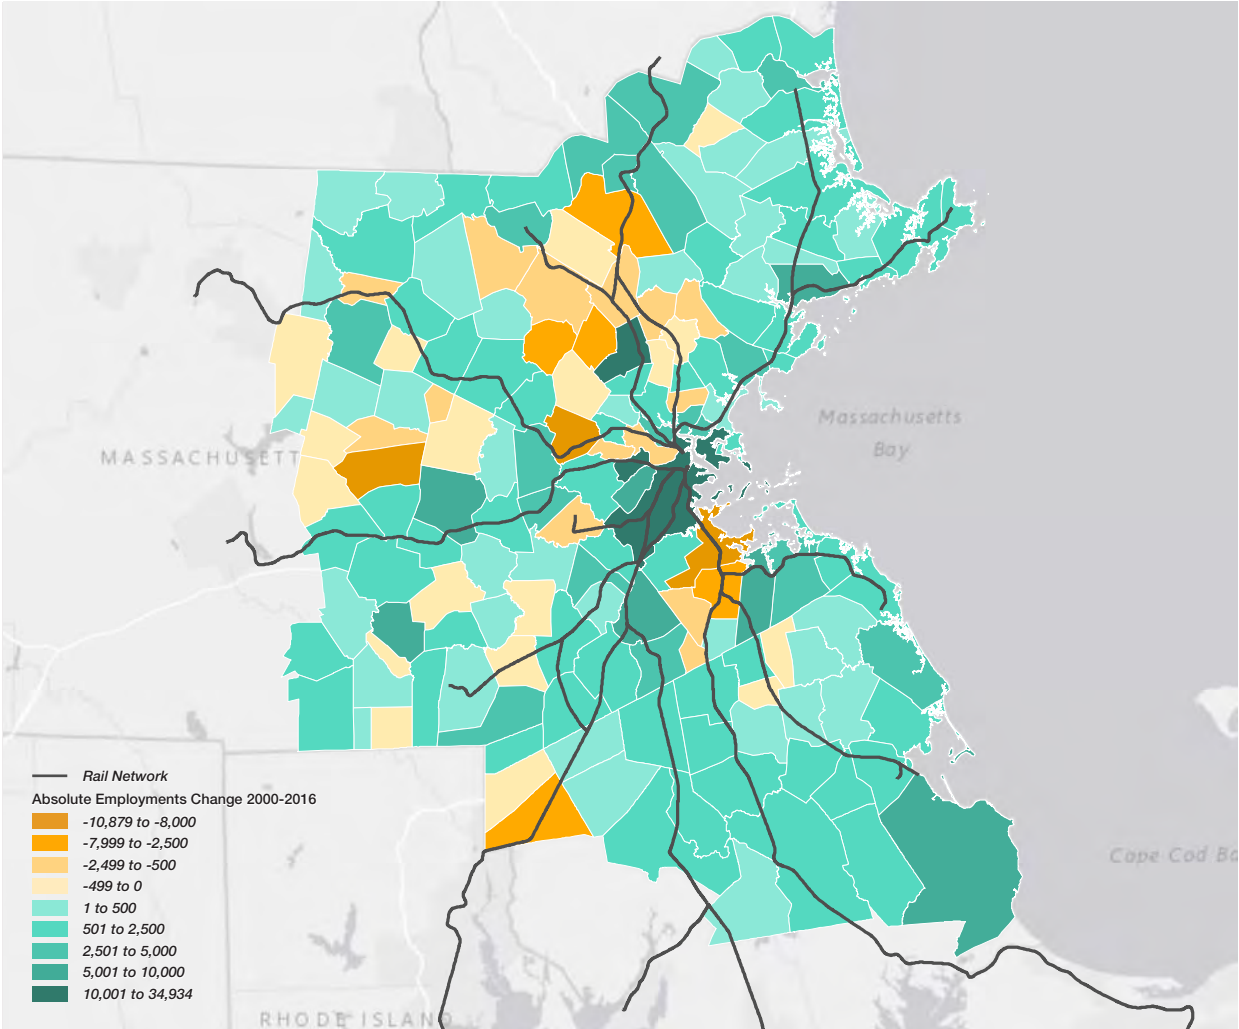 Massachusetts
Bay
MASSACHUSETT
Rail Network
Absolute Employments Change 2000-2016
-10,879 to -8,000
-7,999 to -2,500
-2,499 to -500
-499 to 0
1 to 500
501 to 2,500
2,501 to 5,000
5,001 to 10,000
10,001 to 34,934
Cape Cod Ba
RHODE ISLAND